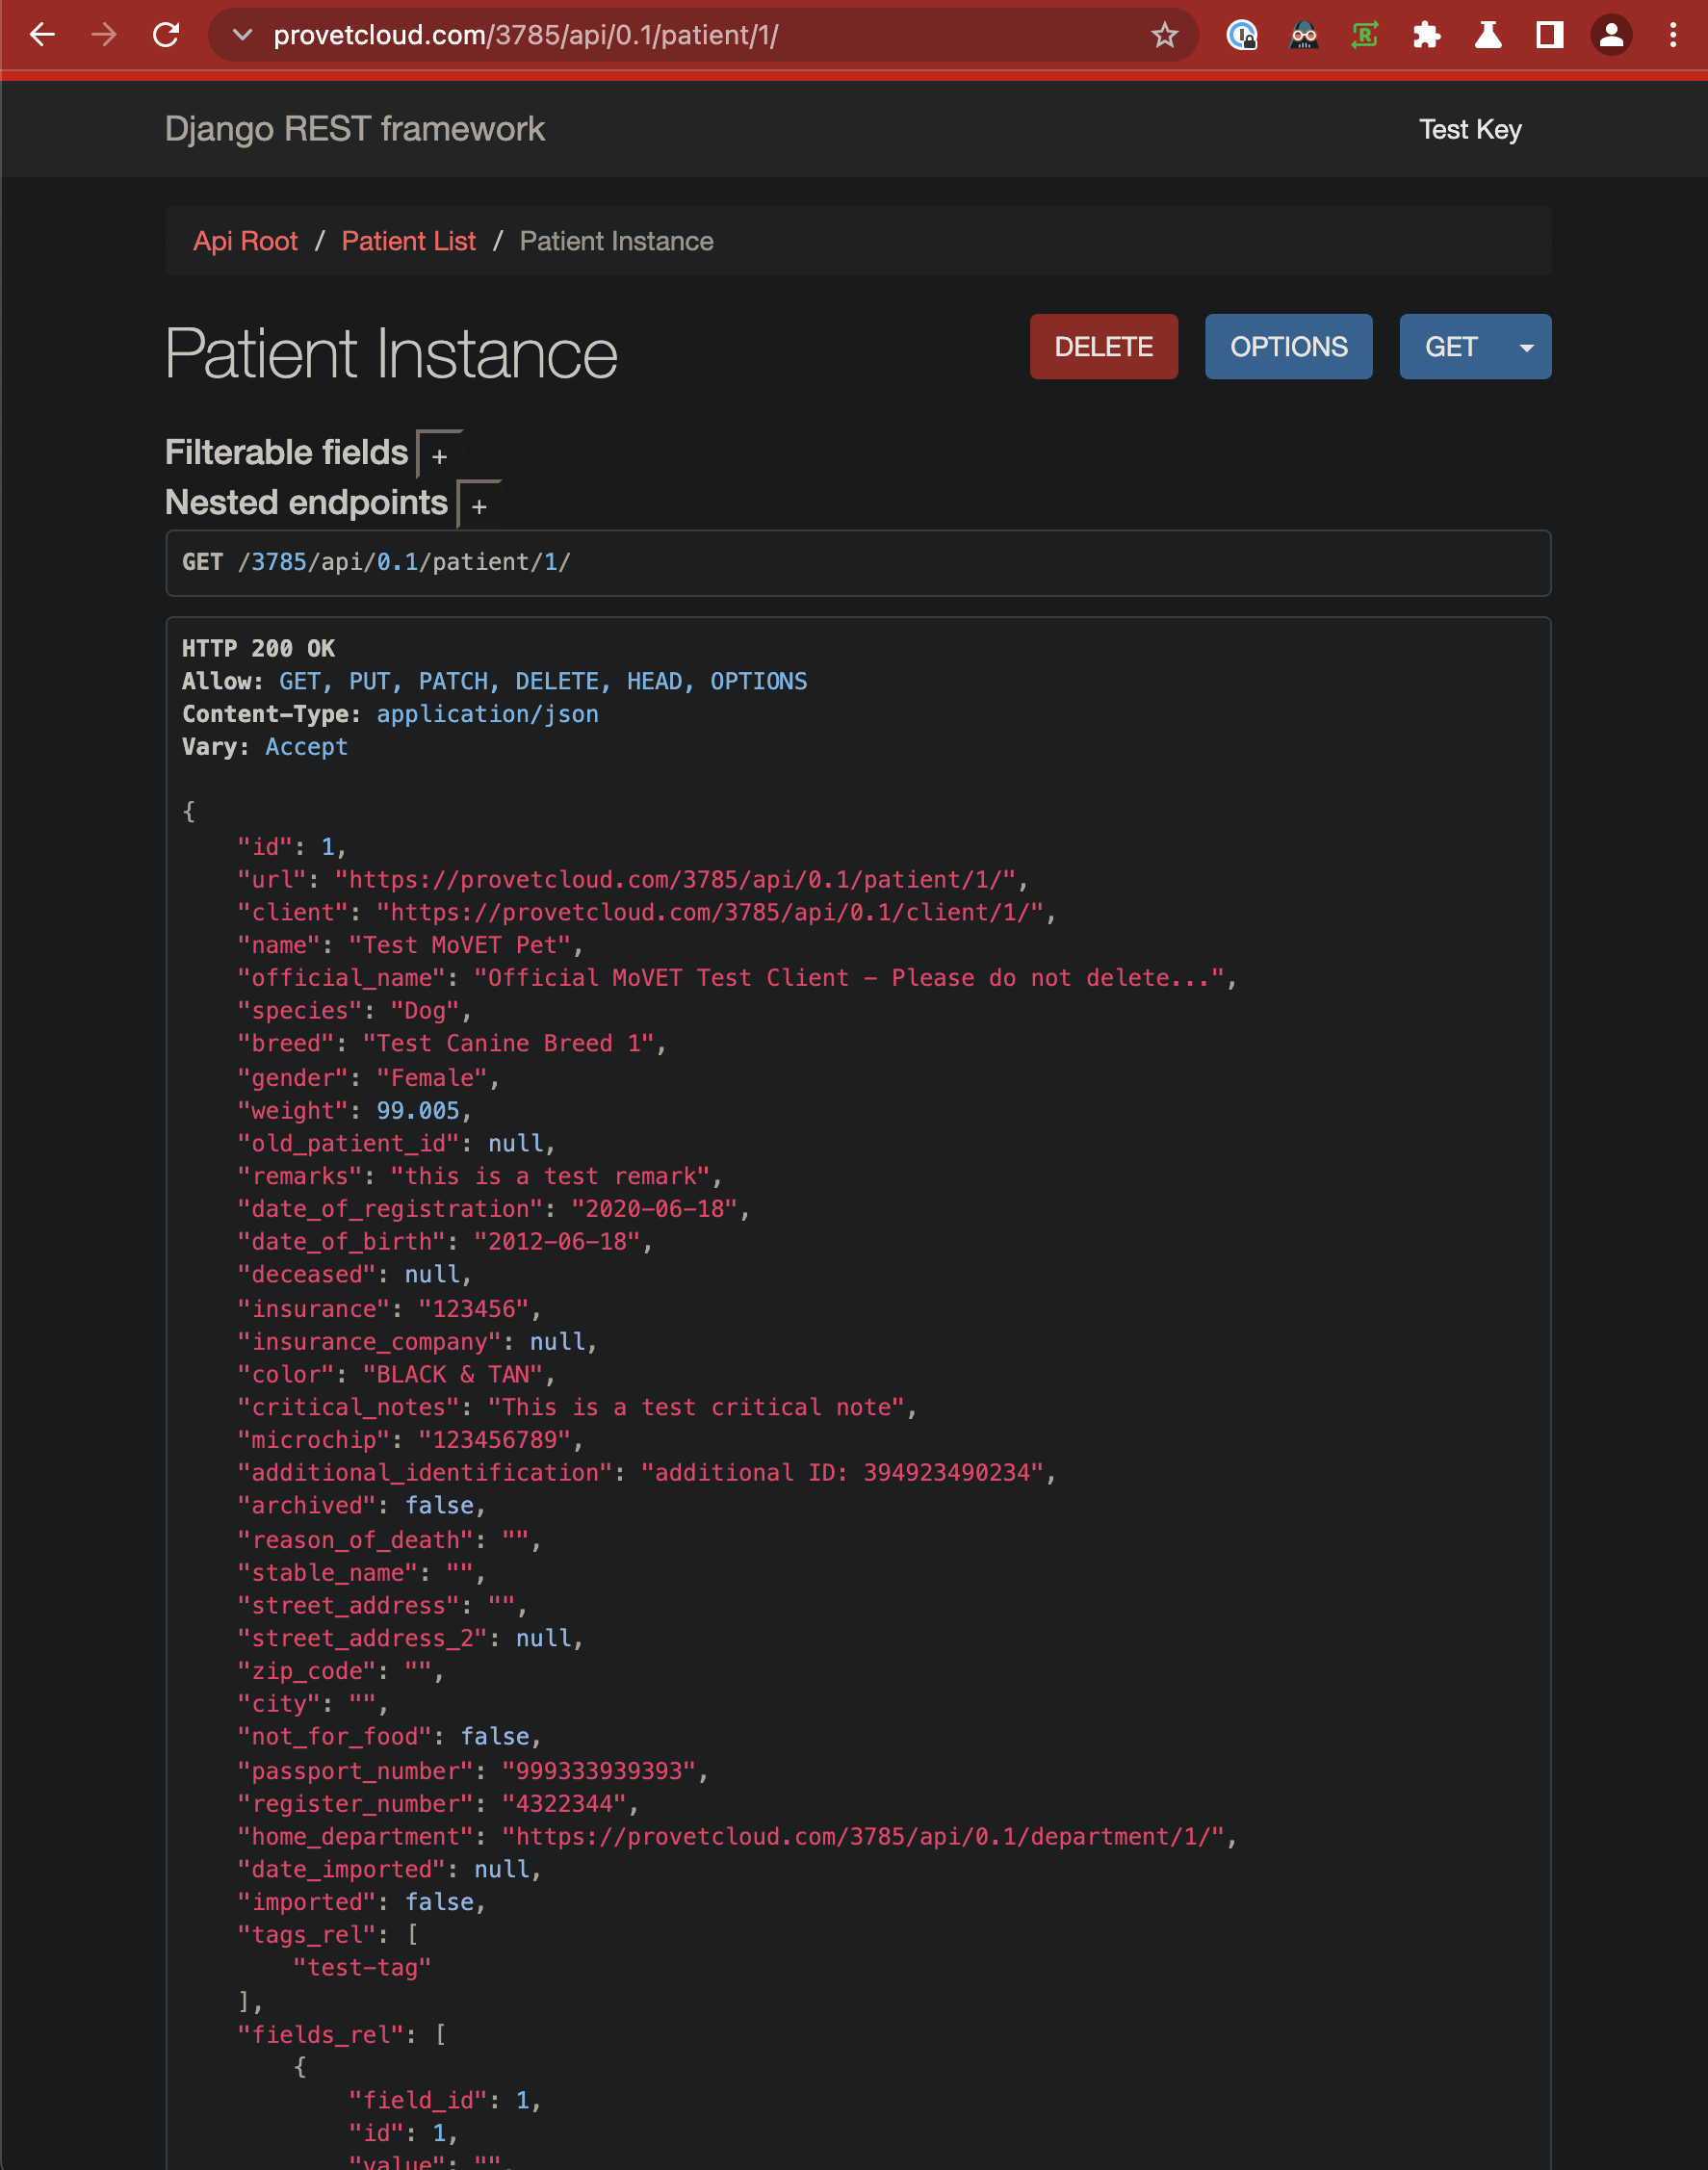 provetcloud.com/3785/api/0.1/patient/1/
Django REST framework
Test Key
Api Root / Patient List / Patient Instance
Patient Instance
DELETE
OPTIONS
GET
Filterable fields +
Nested endpoints +
GET /3785/api/0.1/patient/1/
HTTP 200 OK
Allow: GET, PUT, PATCH, DELETE, HEAD, OPTIONS
Content-Type: application/json
Vary: Accept
{
"id": 1,
"url": "https://provetcloud.com/3785/api/0.1/patient/1/",
"client": "https://provetcloud.com/3785/api/0.1/client/1/",
"name": "Test MoVET Pet",
"official_name": "Official MoVET Test Client - Please do not delete...",
"species": "Dog",
"breed": "Test Canine Breed 1",
"gender": "Female",
"weight": 99.005,
"old_patient_id": null,
"remarks": "this is a test remark",
"date_of_registration": "2020-06-18",
"date_of_birth": "2012-06-18",
"deceased": null,
"insurance": "123456",
"insurance_company": null,
"color": "BLACK & TAN",
"critical_notes": "This is a test critical note",
"microchip": "123456789",
"additional_identification": "additional ID: 394923490234",
"archived": false,
"reason_of_death": "",
"stable_name": "",
"street_address": "",
"street_address_2": null,
"zip_code": "",
"city": "",
"not_for_food": false,
"passport_number": "999333939393",
"register_number": "4322344",
"home_department": "https://provetcloud.com/3785/api/0.1/department/1/",
"date_imported": null,
"imported": false,
"tags_rel": [
"test-tag"
],
"fields_rel": [
{
"field_id": 1,
"id": 1,
"value": "",